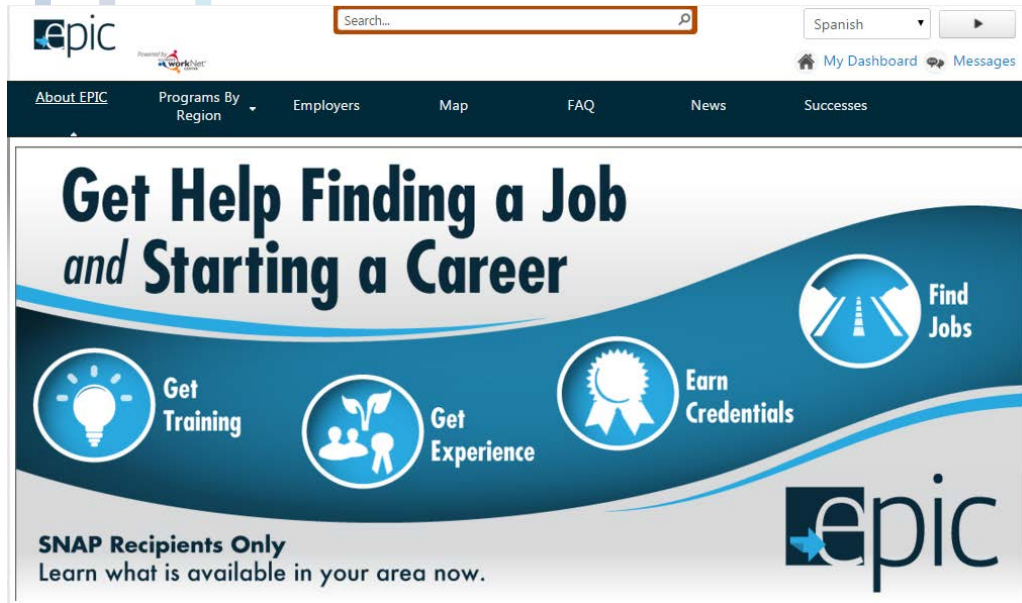 epic
Powered by
workNet
CENTER
Search...
Spanish
My Dashboard
Messages
About EPIC
Programs By
Region
Employers
Map
FAQ
News
Successes
Get Help Finding a Job
and Starting a Career
Get
Training
Get
Experience
Earn
Credentials
Find
Jobs
SNAP Recipients Only
Learn what is available in your area now.
epic